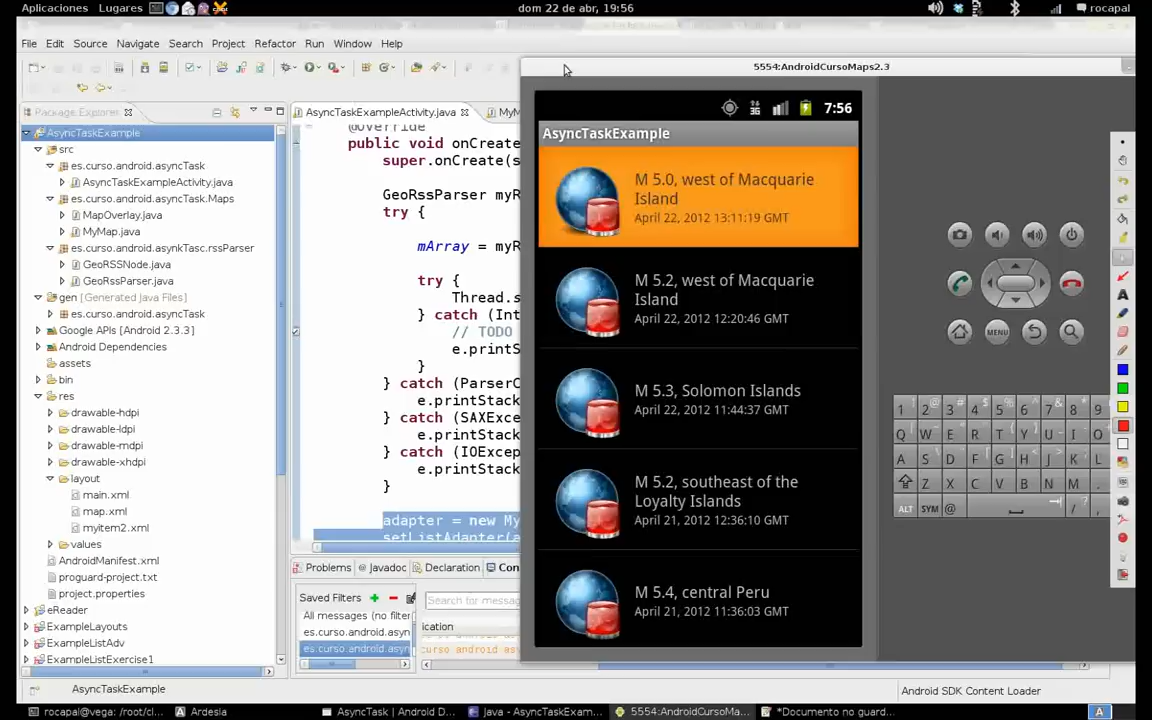 Aplicaciones Lugares dom 22 de abr, 19:56 rocapal
File Edit Source Navigate Search Project Refactor Run Window Help
5554:AndroidCursoMaps2.3
Package Explorer
AsyncTaskExample
src
es.curso.android.asyncTask
AsyncTaskExampleActivity.java
es.curso.android.asyncTask.Maps
MapOverlay.java
MyMap.java
es.curso.android.asynkTasc.rssParser
GeoRSSNode.java
GeoRssParser.java
gen [Generated Java Files]
es.curso.android.asyncTask
Google APIs [Android 2.3.3]
Android Dependencies
assets
bin
res
drawable-hdpi
drawable-ldpi
drawable-mdpi
drawable-xhdpi
layout
main.xml
map.xml
myitem2.xml
values
AndroidManifest.xml
proguard-project.txt
project.properties
eReader
ExampleLayouts
ExampleListAdv
ExampleListExercise1
AsyncTaskExampleActivity.java MyM
@Override
public void onCreate(
super.onCreate(s
GeoRssParser myR
try {
mArray = myR
try {
Thread.s
} catch (Int
// TODO
e.printS
}
} catch (ParserC
e.printStack
} catch (SAXExce
e.printStack
} catch (IOExcep
e.printStack
}
adapter = new My
setListAdapter(a
Problems Javadoc Declaration Con
Saved Filters
All messages (no filter
es.curso.android.asyn
es.curso.android.asyn
Search for messag
ication
curso.android as
3G
7:56
AsyncTaskExample
M 5.0, west of Macquarie
Island
April 22, 2012 13:11:19 GMT
M 5.2, west of Macquarie
Island
April 22, 2012 12:20:46 GMT
M 5.3, Solomon Islands
April 22, 2012 11:44:37 GMT
M 5.2, southeast of the
Loyalty Islands
April 21, 2012 12:36:10 GMT
M 5.4, central Peru
April 21, 2012 11:36:03 GMT
MENU
1 2 3 4 5 6 7 8 9
Q W E R T Y U I O
A S D F G H J K L
Z X C V B N M .
ALT SYM @ /
AsyncTaskExample
Android SDK Content Loader
rocapal@vega: /root/cl... Ardesia AsyncTask | Android D... Java - AsyncTaskExam... 5554:AndroidCursoMa... *Documento no guard...